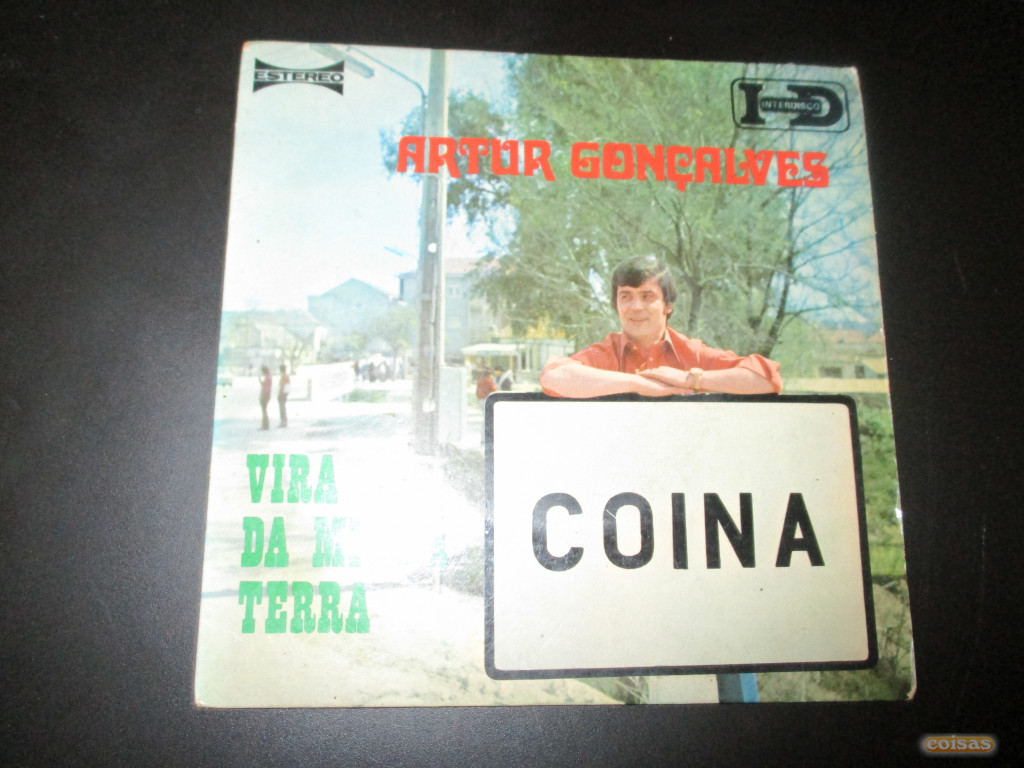 ESTEREO
INTERDISCO
ARTUR GONÇALVES
VIRA
DA
TERRA
COINA
coisas